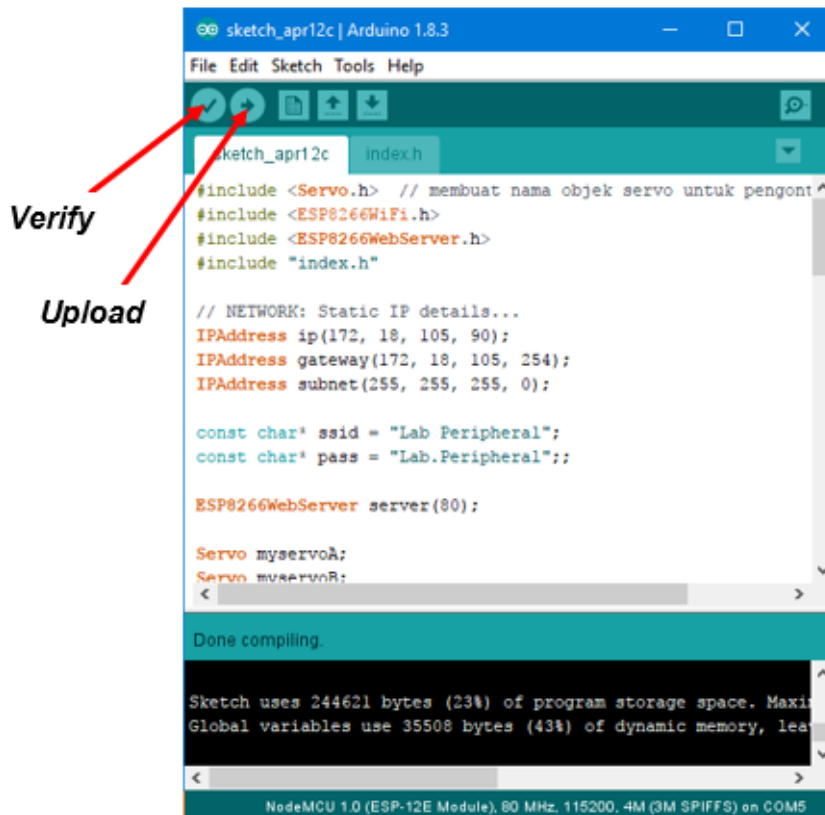 sketch_apr12c | Arduino 1.8.3
File Edit Sketch Tools Help
sketch_apr12c index.h
Verify
Upload
#include <Servo.h> // membuat nama objek servo untuk pengont
#include <ESP8266WiFi.h>
#include <ESP8266WebServer.h>
#include "index.h"
// NETWORK: Static IP details...
IPAddress ip(172, 18, 105, 90);
IPAddress gateway(172, 18, 105, 254);
IPAddress subnet(255, 255, 255, 0);
const char* ssid = "Lab Peripheral";
const char* pass = "Lab.Peripheral";;
ESP8266WebServer server(80);
Servo myservoA;
Servo myservoB;
Done compiling.
Sketch uses 244621 bytes (23%) of program storage space. Maxi
Global variables use 35508 bytes (43%) of dynamic memory, lea
NodeMCU 1.0 (ESP-12E Module), 80 MHz, 115200, 4M (3M SPIFFS) on COM5